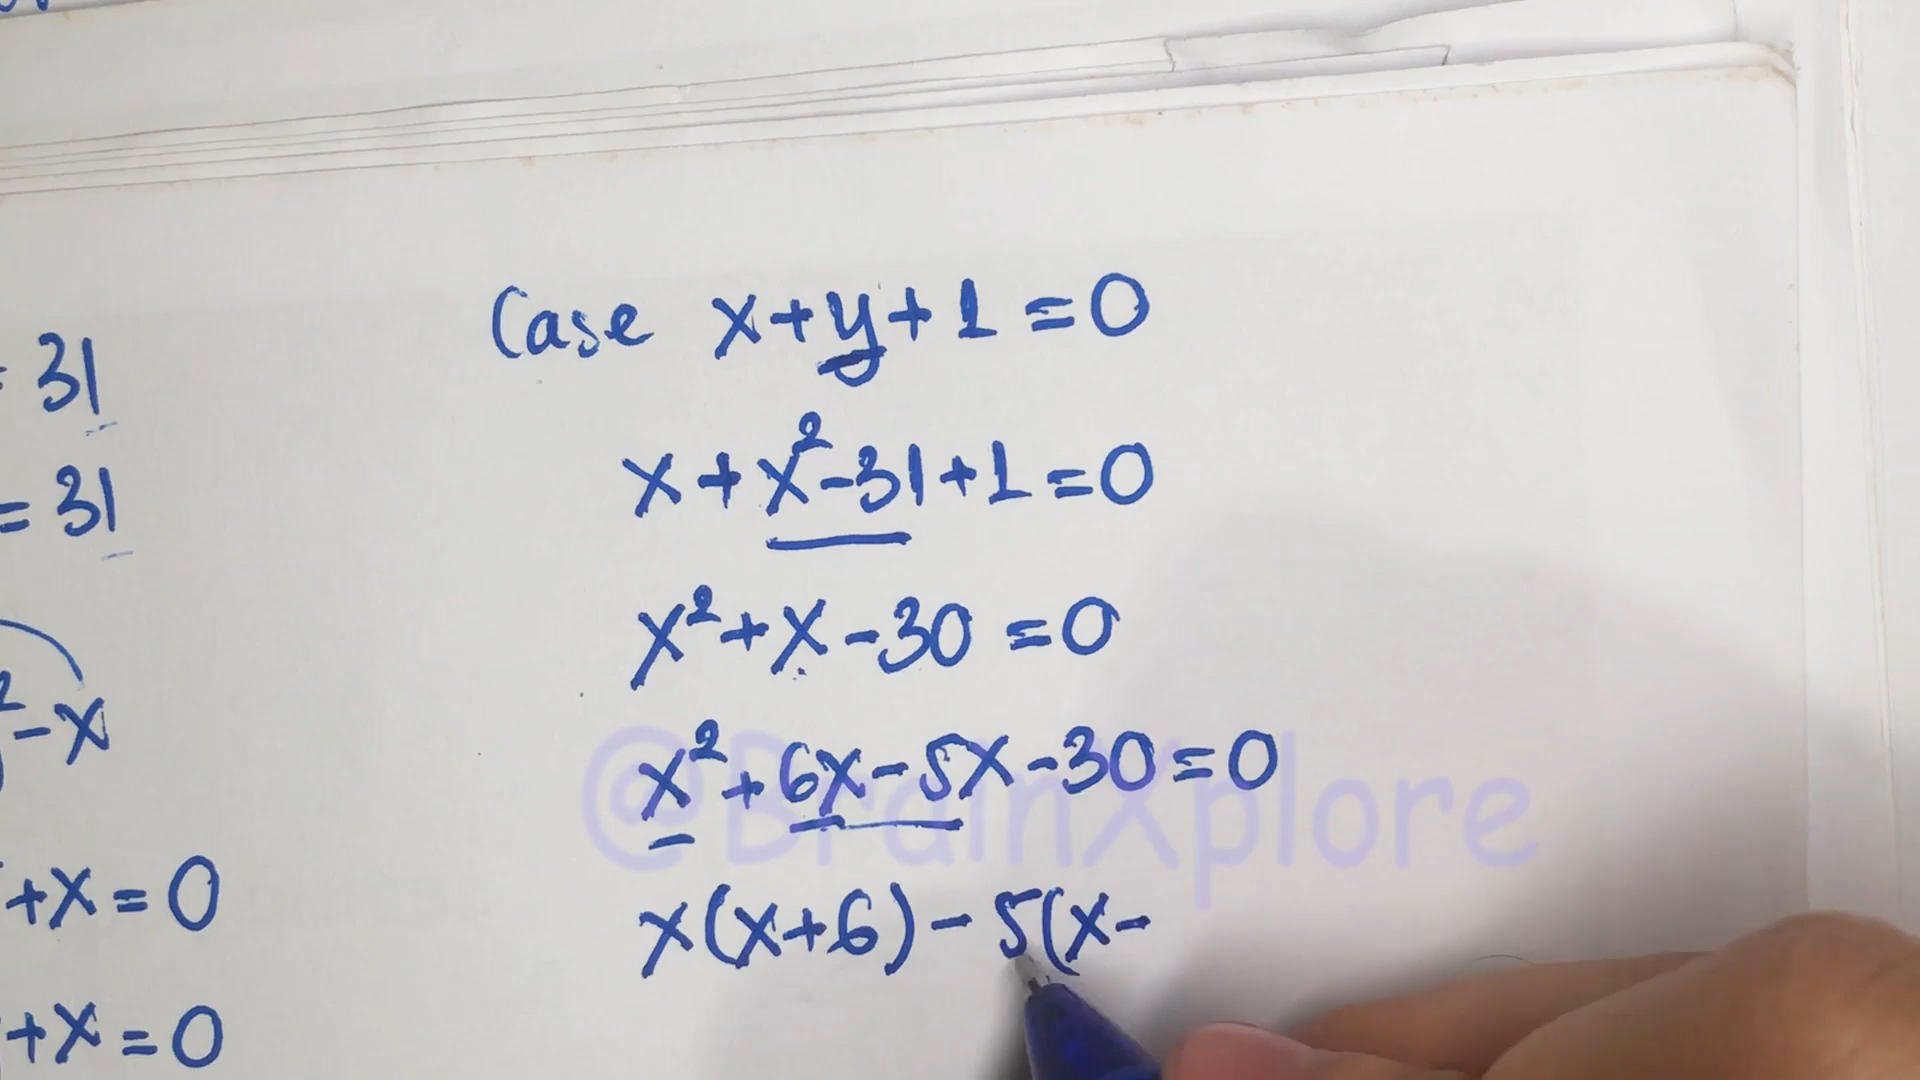 = 31
= 31
² - x
+x = 0
+x = 0
Case x+y+1=0
x + x²-31+1=0
x²+x-30=0
x²+6x-5x-30=0
@BrainXplore
x(x+6)-5(x-